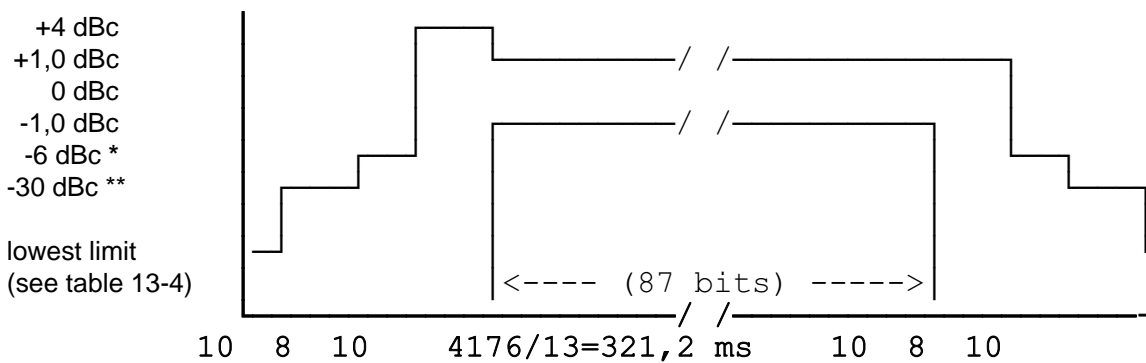 +4 dBc
+1,0 dBc
0 dBc
-1,0 dBc
-6 dBc *
-30 dBc **
lowest limit
(see table 13-4)
<---- (87 bits) ----->
10 8 10 4176/13=321,2 ms 10 8 10